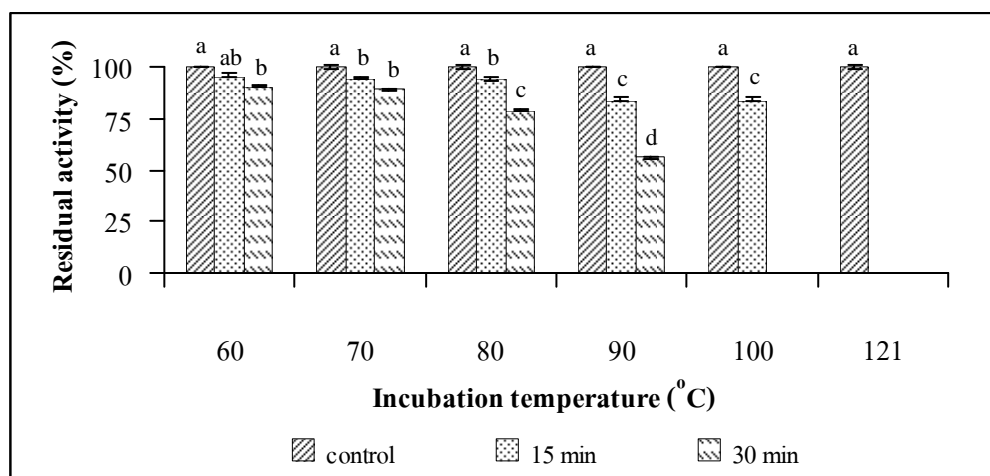 Residual activity (%)
100
75
50
25
0
a ab b
a b b
a b c
a c d
a c
a
60 70 80 90 100 121
Incubation temperature (°C)
control 15 min 30 min